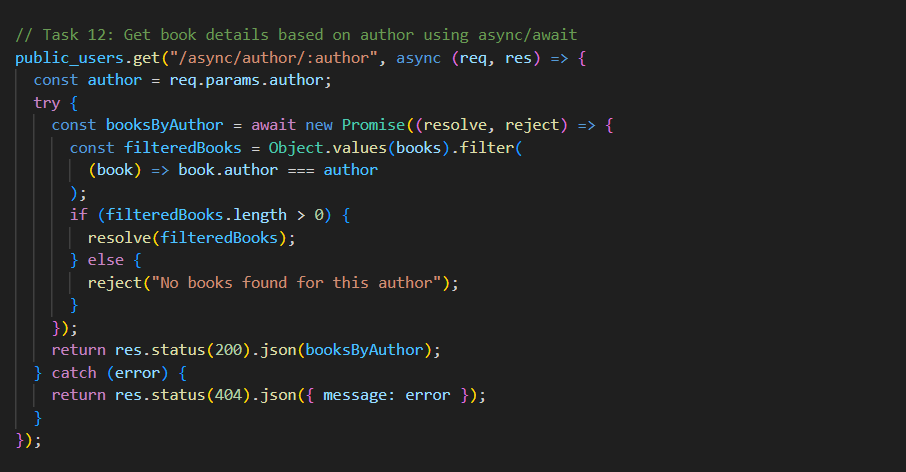 // Task 12: Get book details based on author using async/await
public_users.get("/async/author/:author", async (req, res) => {
  const author = req.params.author;
  try {
    const booksByAuthor = await new Promise((resolve, reject) => {
      const filteredBooks = Object.values(books).filter(
        (book) => book.author === author
      );
      if (filteredBooks.length > 0) {
        resolve(filteredBooks);
      } else {
        reject("No books found for this author");
      }
    });
    return res.status(200).json(booksByAuthor);
  } catch (error) {
    return res.status(404).json({ message: error });
  }
});